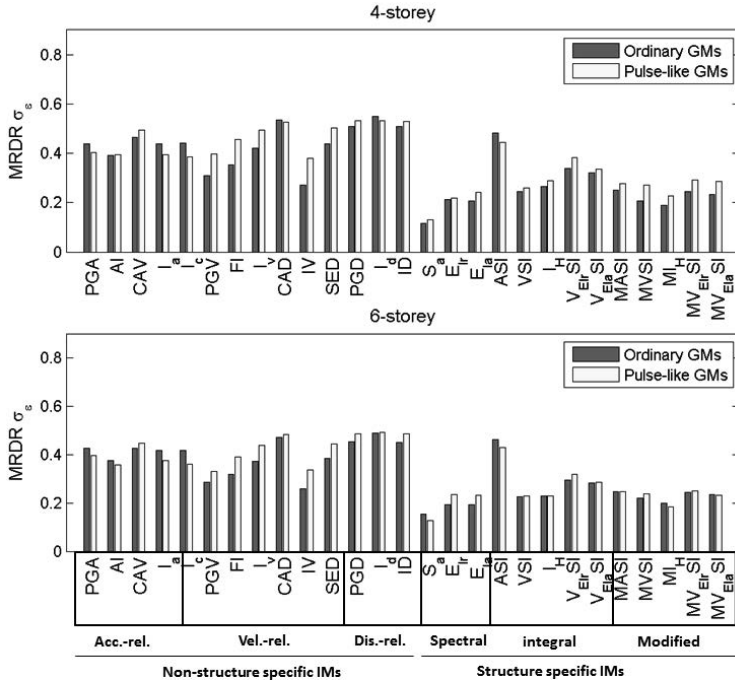 4-storey
0.8
0.6
0.4
0.2
0
MRDR σε
Ordinary GMs
Pulse-like GMs
PGA AI CAV Ia Ic PGV FI Iv CAD IV SED PGD Id ID Sa EIr EIa ASI VSI IH VEIrSI VEIaSI MASI MVSI MIH MVEIrSI MVEIaSI
6-storey
0.8
0.6
0.4
0.2
0
MRDR σε
Ordinary GMs
Pulse-like GMs
PGA AI CAV Ia Ic PGV FI Iv CAD IV SED PGD Id ID Sa EIr EIa ASI VSI IH VEIrSI VEIaSI MASI MVSI MIH MVEIrSI MVEIaSI
Acc.-rel. Vel.-rel. Dis.-rel. Spectral integral Modified
Non-structure specific IMs Structure specific IMs